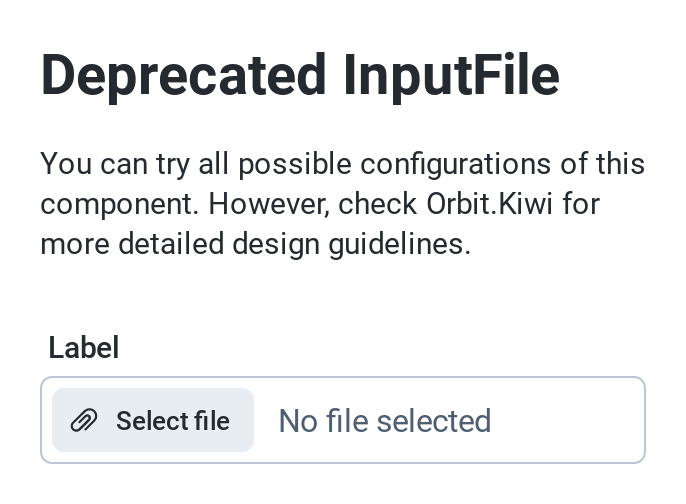 Deprecated InputFile
You can try all possible configurations of this
component. However, check Orbit.Kiwi for
more detailed design guidelines.
Label
Select file
No file selected